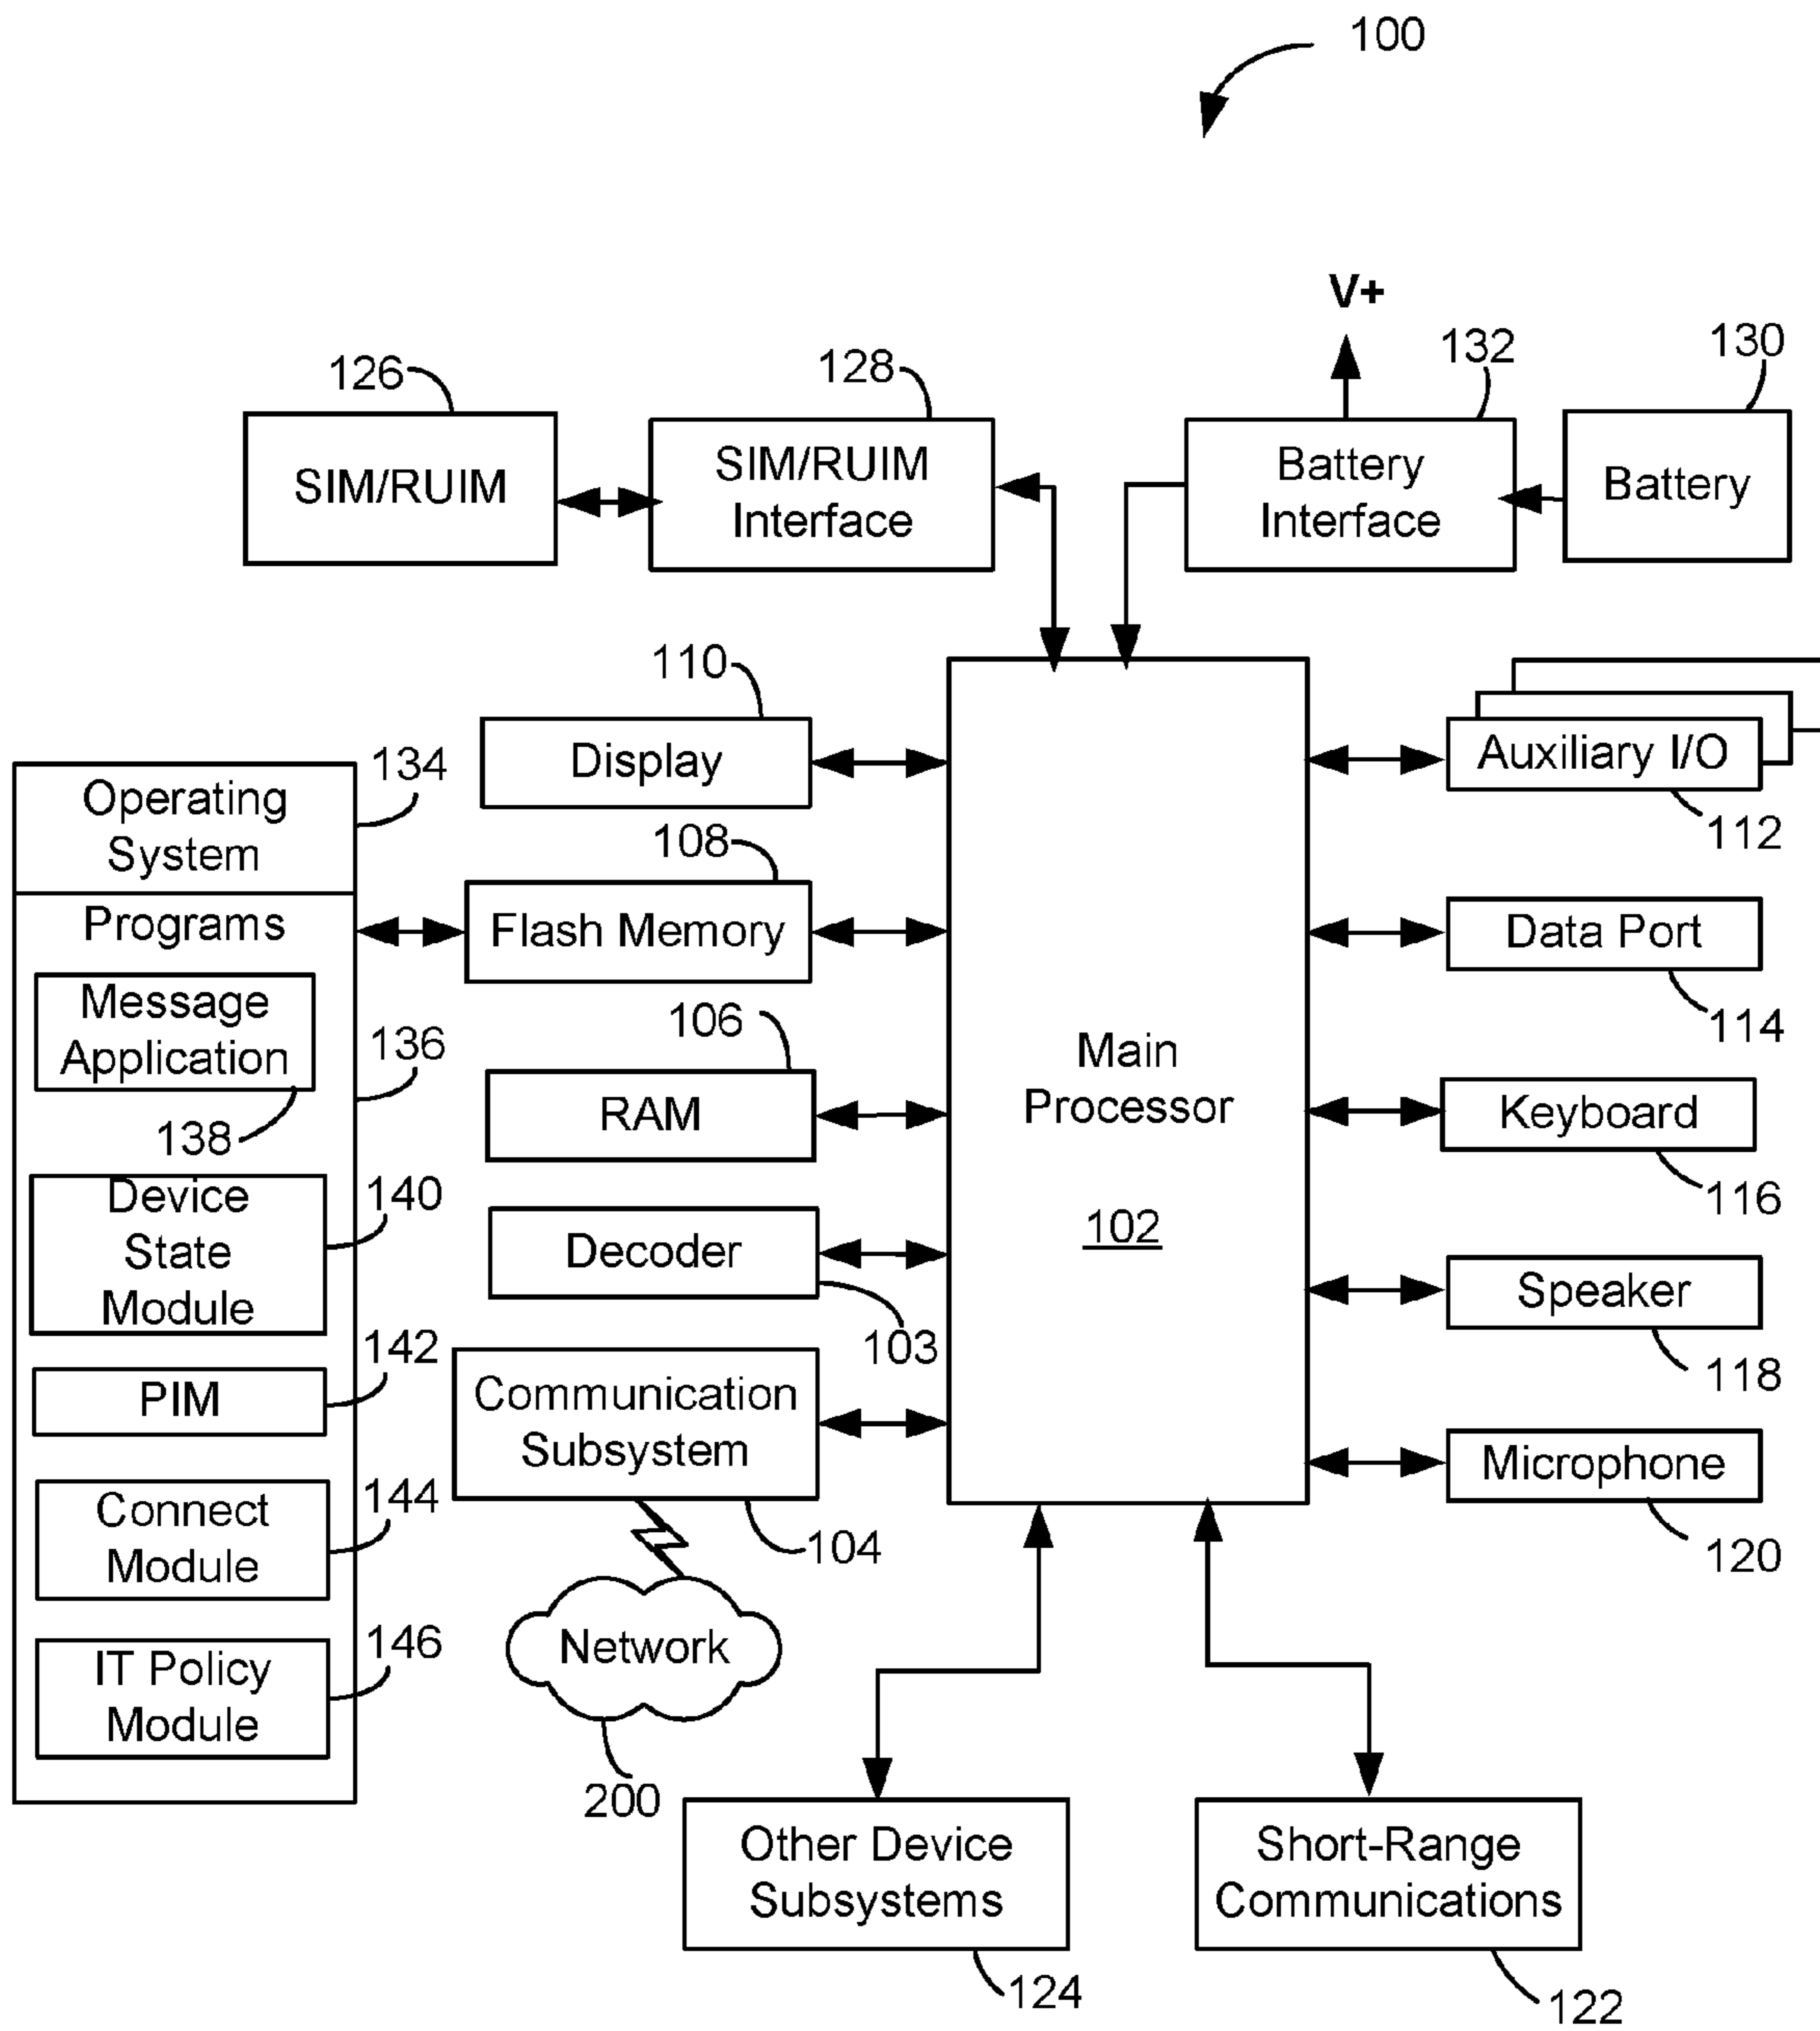 100
V+
126
128
132
130
SIM/RUIM
SIM/RUIM
Interface
Battery
Interface
Battery
110
Display
Auxiliary I/O
112
134
Operating
System
108
Programs
Flash Memory
Data Port
114
Message
Application
138
136
106
RAM
Main
Processor
102
Keyboard
116
140
Device
State
Module
Decoder
103
Speaker
118
142
PIM
Communication
Subsystem
104
Microphone
120
144
Connect
Module
146
IT Policy
Module
Network
200
Other Device
Subsystems
124
Short-Range
Communications
122